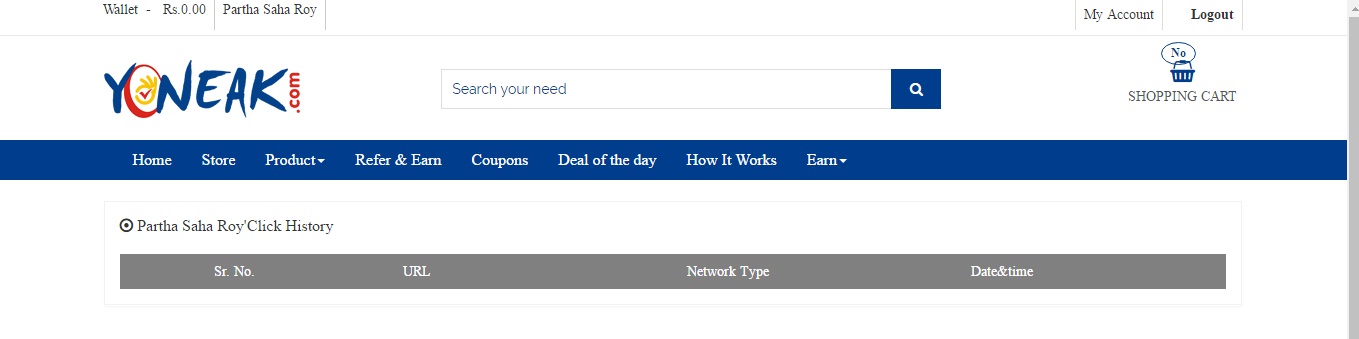 Wallet - Rs.0.00 Partha Saha Roy My Account Logout
YONEAK.com
Search your need
No
SHOPPING CART
Home Store Product Refer & Earn Coupons Deal of the day How It Works Earn
Partha Saha Roy'Click History
Sr. No. URL Network Type Date&time